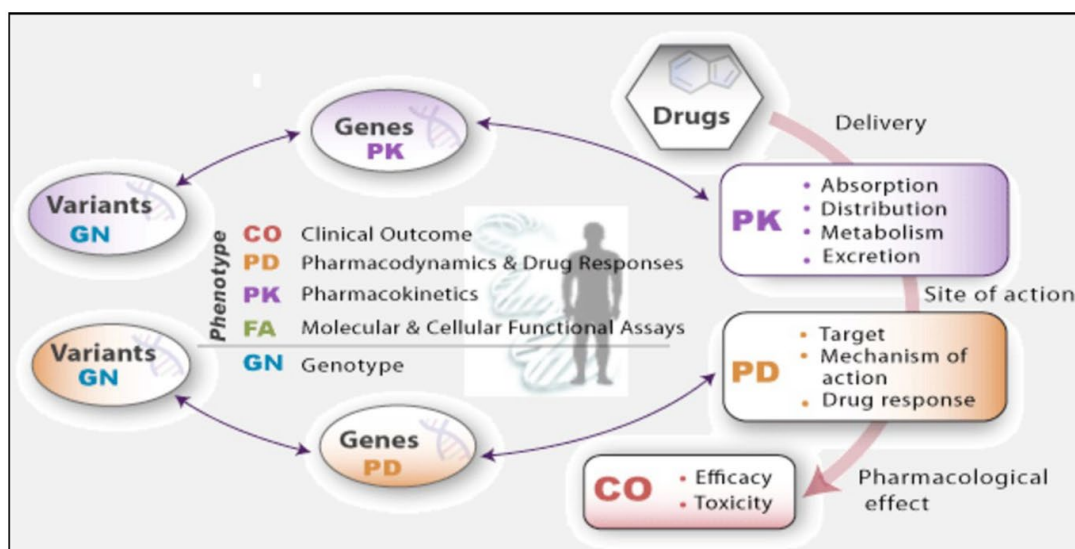 Drugs
Delivery
Genes
PK
Variants
GN
PK
• Absorption
• Distribution
• Metabolism
• Excretion
Phenotype
CO Clinical Outcome
PD Pharmacodynamics & Drug Responses
PK Pharmacokinetics
FA Molecular & Cellular Functional Assays
GN Genotype
Site of action
Variants
GN
PD
• Target
• Mechanism of
action
• Drug response
Genes
PD
CO
• Efficacy
• Toxicity
Pharmacological
effect